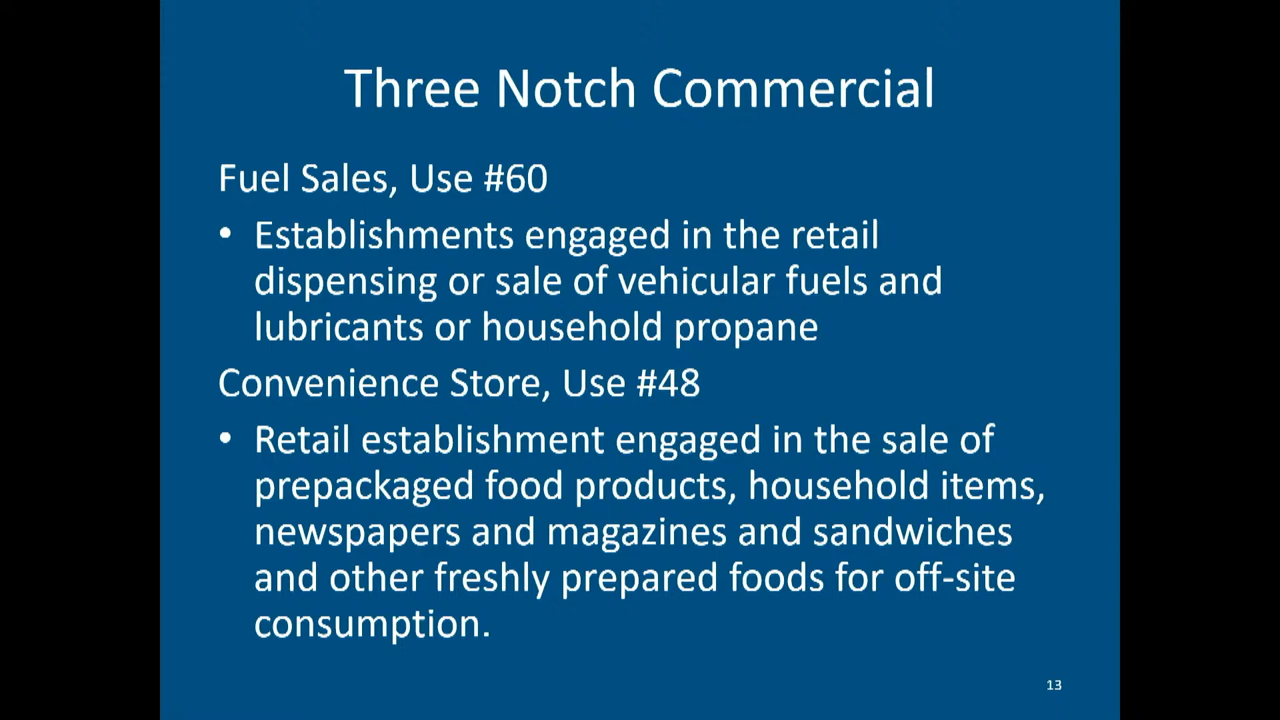 Three Notch Commercial
Fuel Sales, Use #60
• Establishments engaged in the retail
dispensing or sale of vehicular fuels and
lubricants or household propane
Convenience Store, Use #48
• Retail establishment engaged in the sale of
prepackaged food products, household items,
newspapers and magazines and sandwiches
and other freshly prepared foods for off-site
consumption.
13